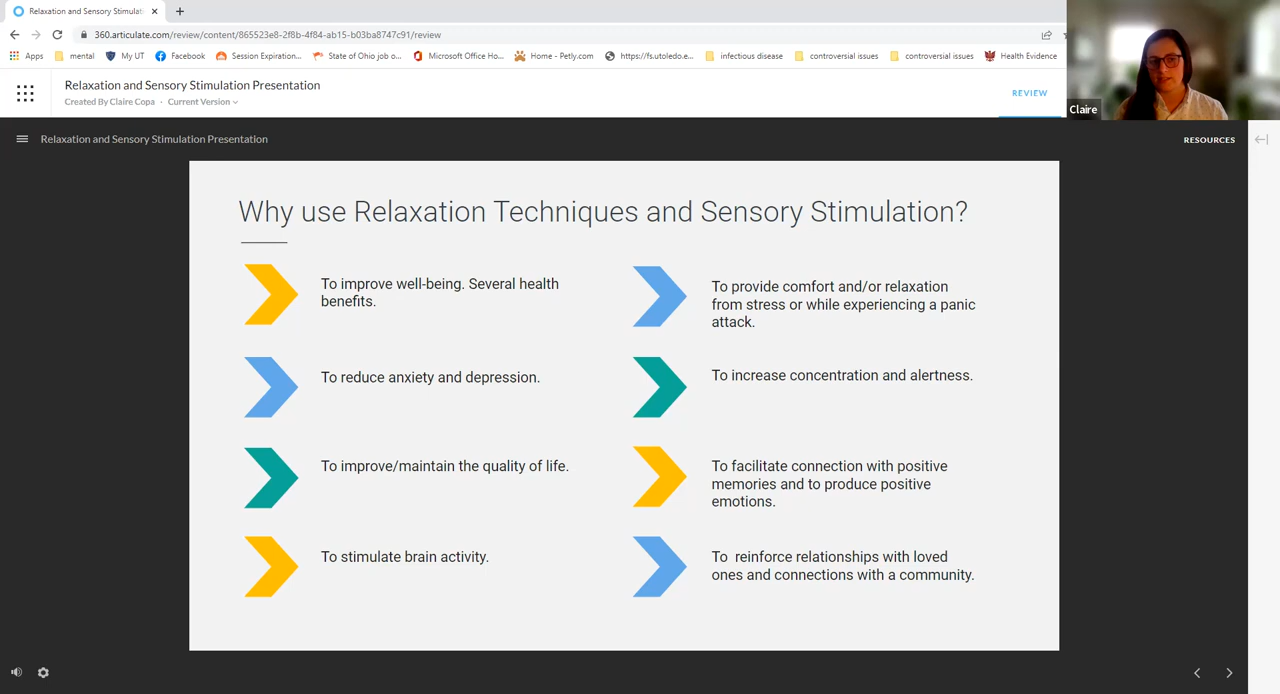 Relaxation and Sensory Stimulati
360.articulate.com/review/content/865523e8-2f8b-4f84-ab15-b03ba8747c91/review
Apps mental My UT Facebook Session Expiration... State of Ohio job o... Microsoft Office Ho... Home - Petly.com https://fs.utoledo.e... infectious disease controversial issues controversial issues Health Evidence
Relaxation and Sensory Stimulation Presentation
Created By Claire Copa · Current Version
REVIEW
Claire
Relaxation and Sensory Stimulation Presentation
RESOURCES
Why use Relaxation Techniques and Sensory Stimulation?
To improve well-being. Several health
benefits.
To reduce anxiety and depression.
To improve/maintain the quality of life.
To stimulate brain activity.
To provide comfort and/or relaxation
from stress or while experiencing a panic
attack.
To increase concentration and alertness.
To facilitate connection with positive
memories and to produce positive
emotions.
To reinforce relationships with loved
ones and connections with a community.